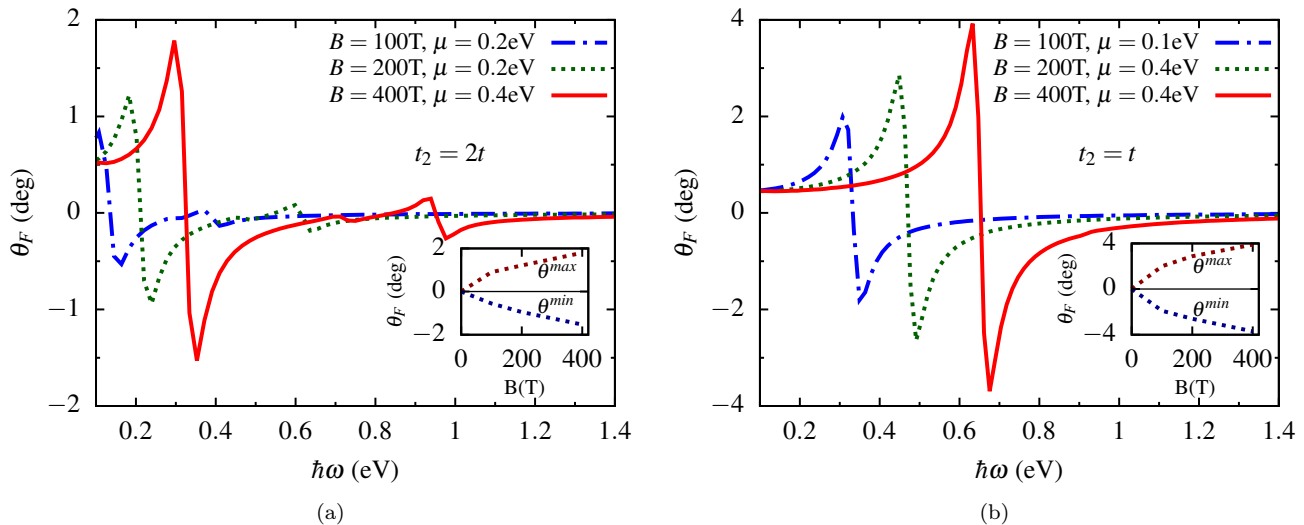 2
1
0
−1
−2
θF (deg)
B = 100T, μ = 0.2eV
B = 200T, μ = 0.2eV
B = 400T, μ = 0.4eV
t2 = 2t
2
0
−2
θF (deg)
θmax
θmin
0 200 400
B(T)
0.2 0.4 0.6 0.8 1 1.2 1.4
ħω (eV)
(a)
4
2
0
−2
−4
θF (deg)
B = 100T, μ = 0.1eV
B = 200T, μ = 0.4eV
B = 400T, μ = 0.4eV
t2 = t
4
0
−4
θF (deg)
θmax
θmin
0 200 400
B(T)
0.2 0.4 0.6 0.8 1 1.2 1.4
ħω (eV)
(b)